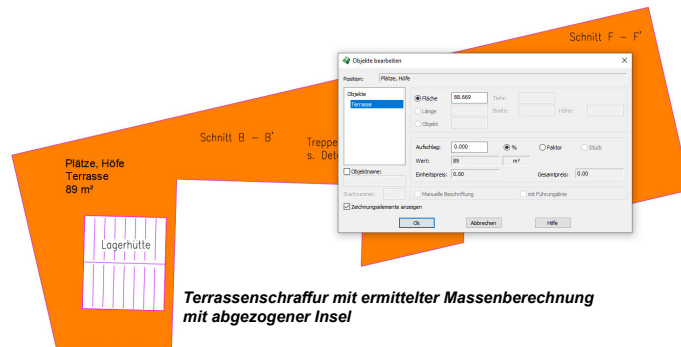 Schnitt F – F'
Schnitt B – B'
Treppe
s. Det
Plätze, Höfe
Terrasse
89 m²
Lagerhütte
Objekte bearbeiten
Position: Plätze, Höfe
Objekte
Terrasse
Fläche 88.669 Tiefe:
Länge Breite: Höhe:
Objekt
Aufschlag: 0.000 % Faktor Stück
Wert: 89 m²
Objektname:
Einheitspreis: 0.00 Gesamtpreis: 0.00
Startnummer: Manuelle Beschriftung mit Führungslinie
Zeichnungselemente anzeigen
Ok Abbrechen Hilfe
Terrassenschraffur mit ermittelter Massenberechnung
mit abgezogener Insel